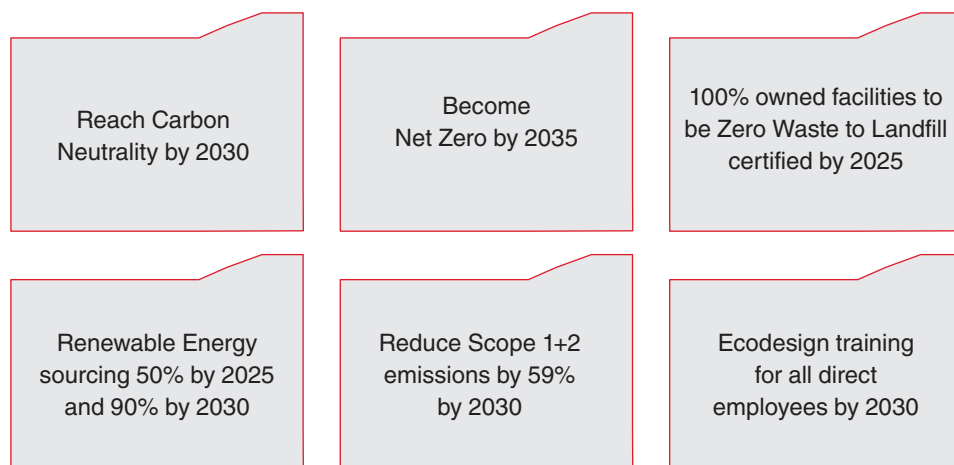 Reach Carbon
Neutrality by 2030
Become
Net Zero by 2035
100% owned facilities to
be Zero Waste to Landfill
certified by 2025
Renewable Energy
sourcing 50% by 2025
and 90% by 2030
Reduce Scope 1+2
emissions by 59%
by 2030
Ecodesign training
for all direct
employees by 2030